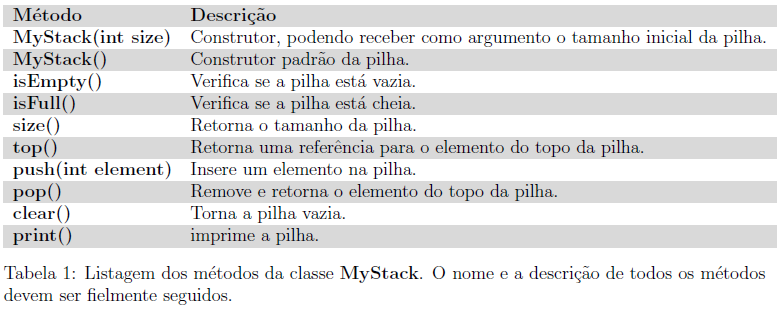 Método Descrição
MyStack(int size) Construtor, podendo receber como argumento o tamanho inicial da pilha.
MyStack() Construtor padrão da pilha.
isEmpty() Verifica se a pilha está vazia.
isFull() Verifica se a pilha está cheia.
size() Retorna o tamanho da pilha.
top() Retorna uma referência para o elemento do topo da pilha.
push(int element) Insere um elemento na pilha.
pop() Remove e retorna o elemento do topo da pilha.
clear() Torna a pilha vazia.
print() imprime a pilha.
Tabela 1: Listagem dos métodos da classe MyStack. O nome e a descrição de todos os métodos
devem ser fielmente seguidos.